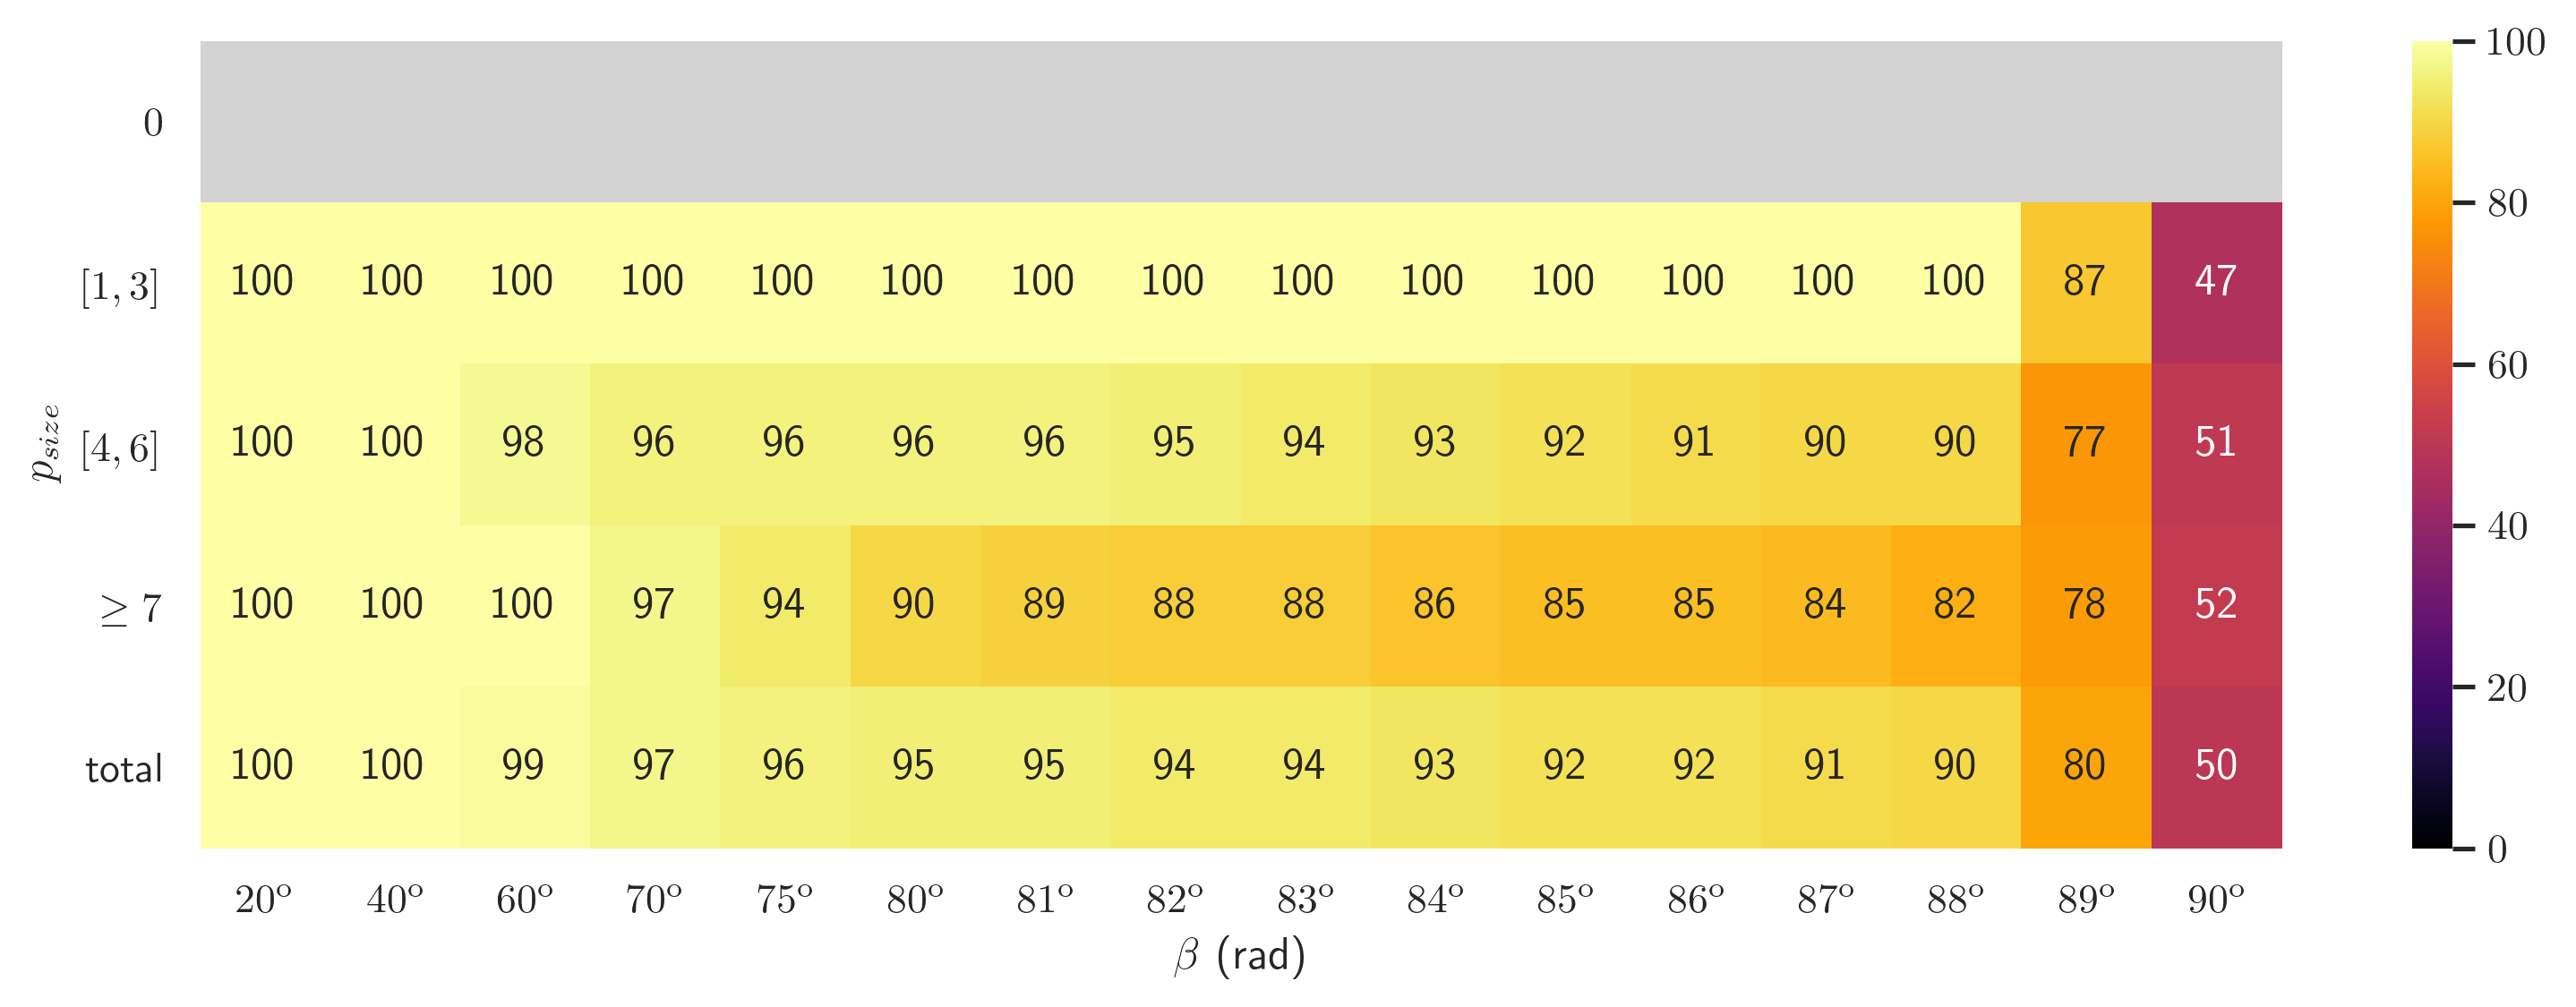 0
[1, 3] 100 100 100 100 100 100 100 100 100 100 100 100 100 100 87 47
[4, 6] 100 100 98 96 96 96 96 95 94 93 92 91 90 90 77 51
≥ 7 100 100 100 97 94 90 89 88 88 86 85 85 84 82 78 52
total 100 100 99 97 96 95 95 94 94 93 92 92 91 90 80 50
p_size
20° 40° 60° 70° 75° 80° 81° 82° 83° 84° 85° 86° 87° 88° 89° 90°
β (rad)
100
80
60
40
20
0